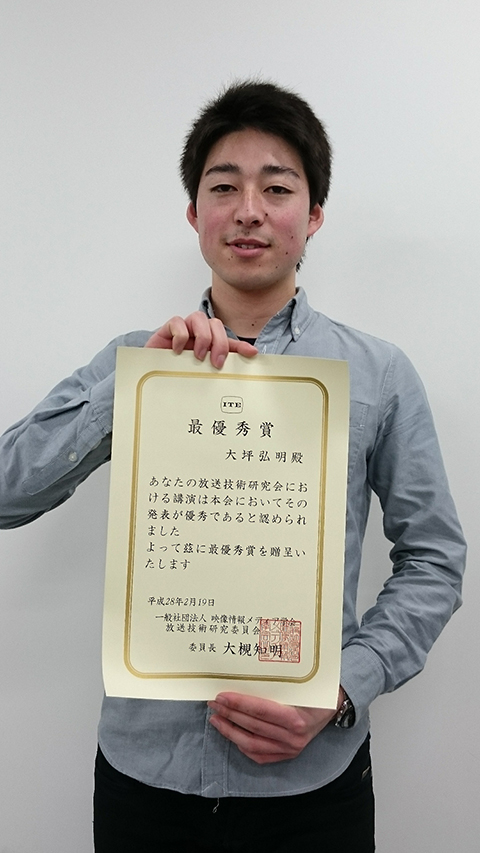 ITE
最優秀賞
大坪弘明殿
あなたの放送技術研究会にお
ける講演は本会においてその
発表が優秀であると認められ
ました
よって茲に最優秀賞を贈呈い
たします
平成28年2月19日
一般社団法人 映像情報メディア学会
放送技術研究委員会
委員長 大槻知明